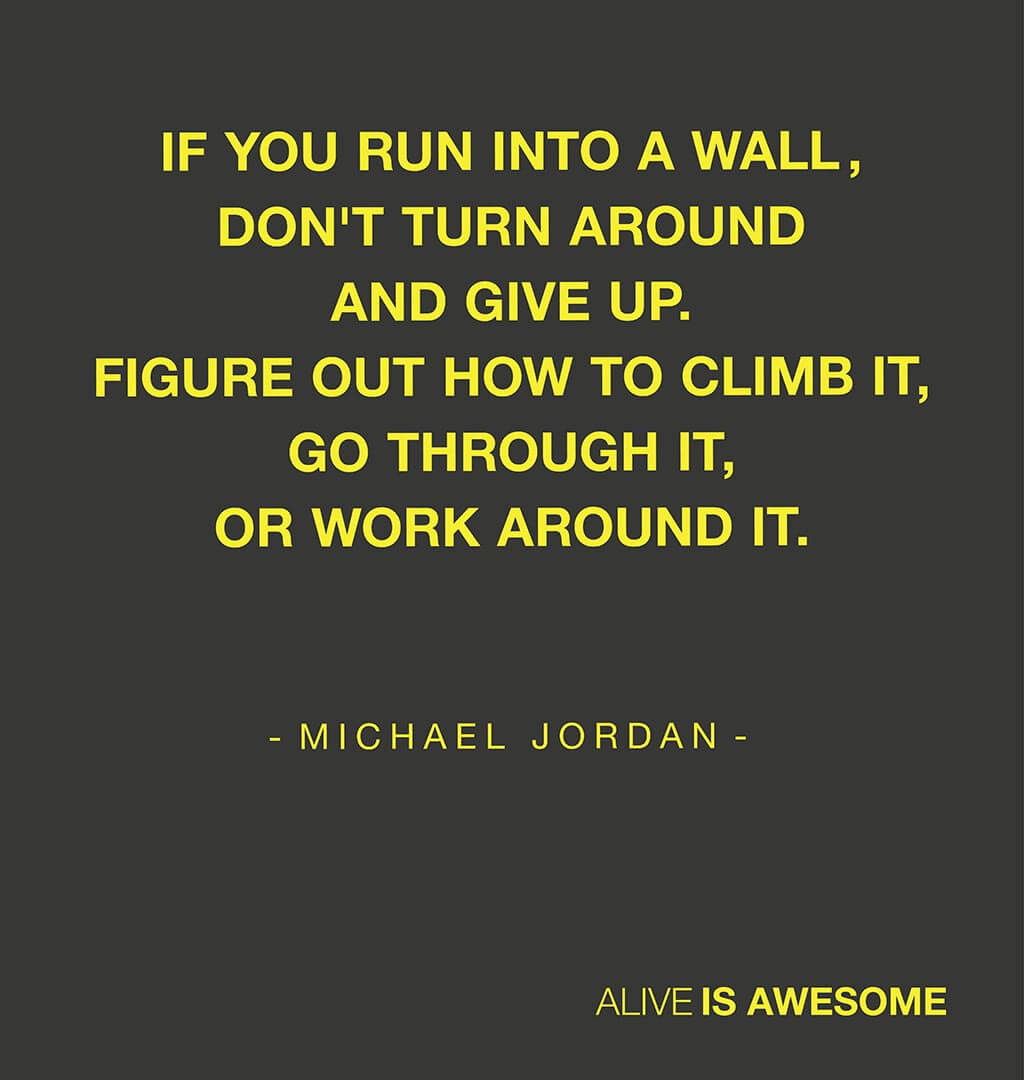 IF YOU RUN INTO A WALL,
DON'T TURN AROUND
AND GIVE UP.
FIGURE OUT HOW TO CLIMB IT,
GO THROUGH IT,
OR WORK AROUND IT.
- MICHAEL JORDAN -
ALIVE IS AWESOME